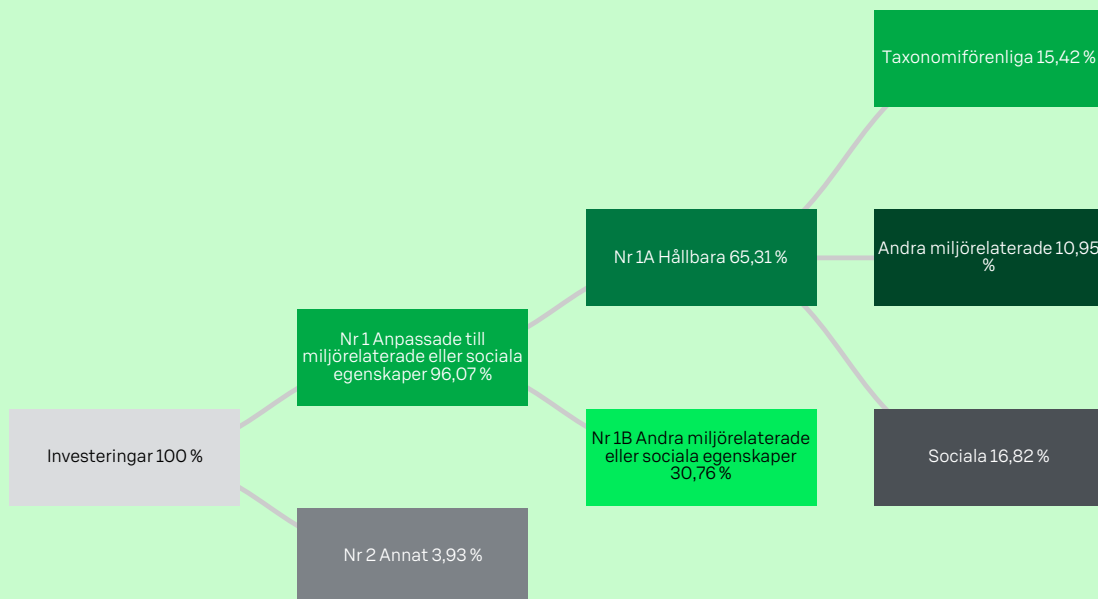 Taxonomiförenliga 15,42 %
Andra miljörelaterade 10,95
%
Nr 1A Hållbara 65,31 %
Nr 1 Anpassade till
miljörelaterade eller sociala
egenskaper 96,07 %
Nr 1B Andra miljörelaterade
eller sociala egenskaper
30,76 %
Investeringar 100 %
Sociala 16,82 %
Nr 2 Annat 3,93 %